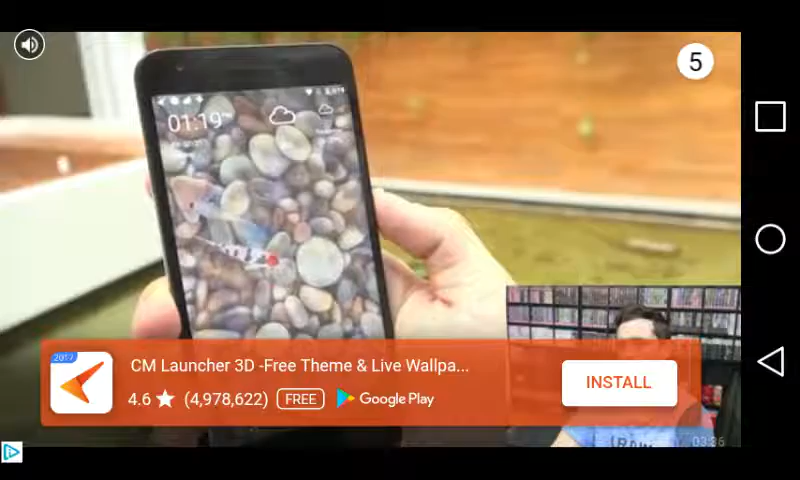 5
01:19
2017
CM Launcher 3D -Free Theme & Live Wallpa...
4.6 ★ (4,978,622) FREE Google Play
INSTALL
03:36